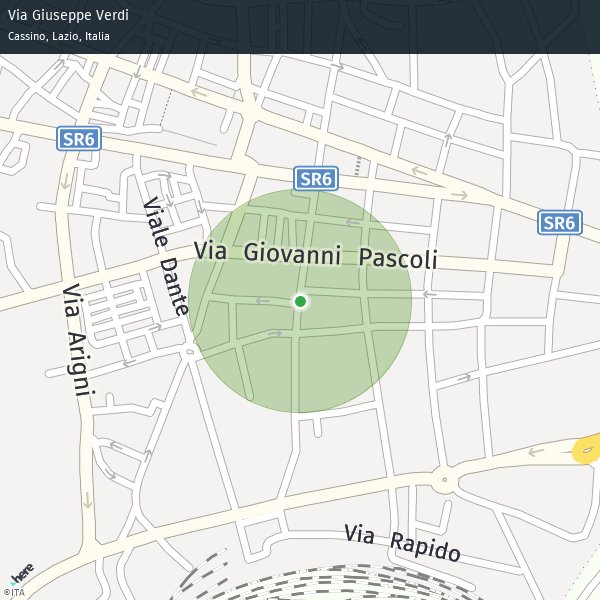 Via Giuseppe Verdi
Cassino, Lazio, Italia
SR6
SR6
SR6
Viale Dante
Via Giovanni Pascoli
Via Arigni
Via Rapido
here
©ITA